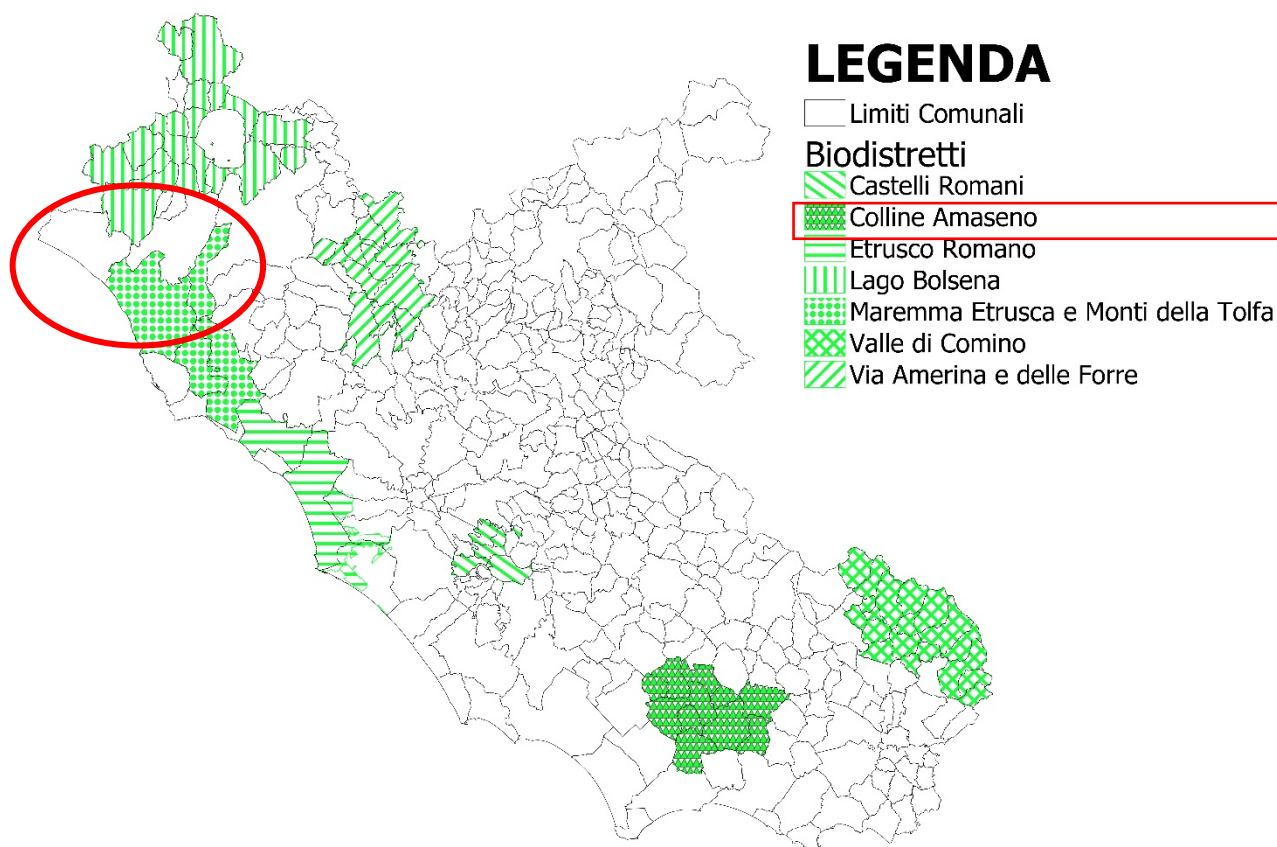 LEGENDA
Limiti Comunali
Biodistretti
Castelli Romani
Colline Amaseno
Etrusco Romano
Lago Bolsena
Maremma Etrusca e Monti della Tolfa
Valle di Comino
Via Amerina e delle Forre